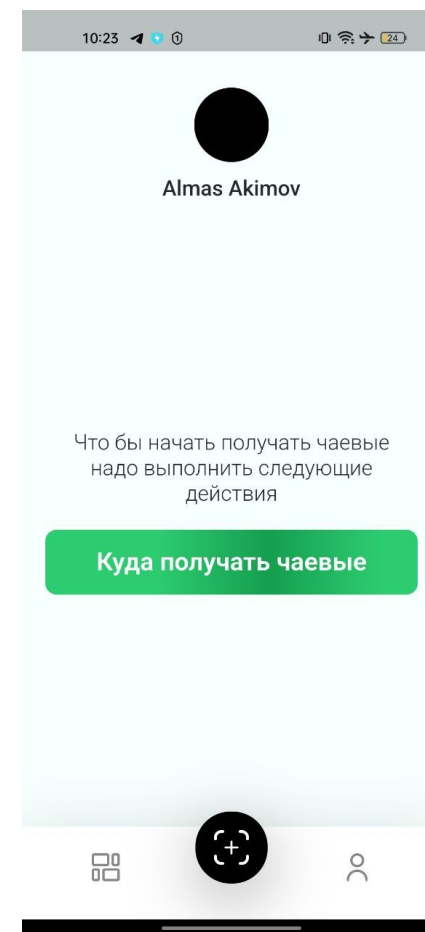 10:23 24
Almas Akimov
Что бы начать получать чаевые
надо выполнить следующие
действия
Куда получать чаевые